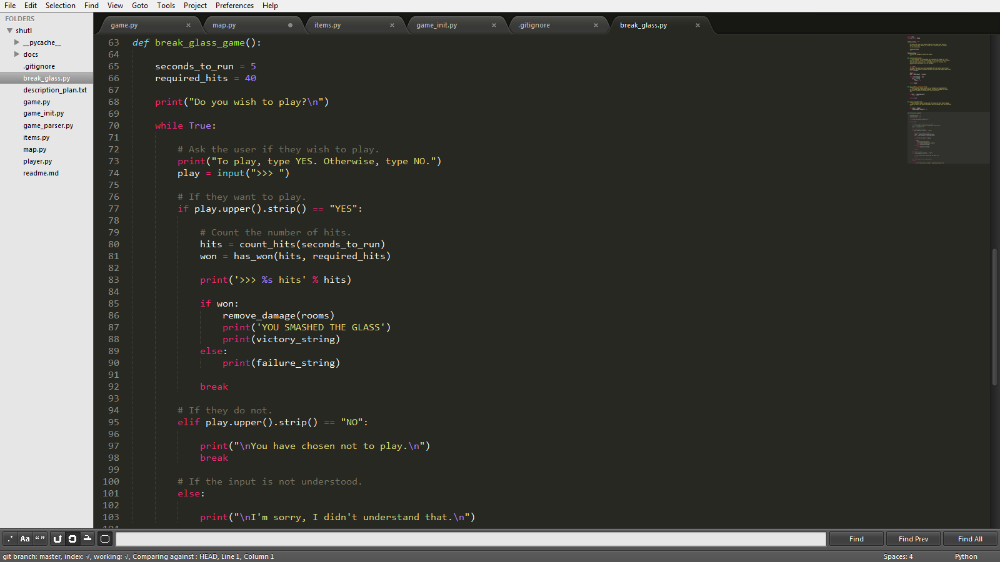 File Edit Selection Find View Goto Tools Project Preferences Help
FOLDERS
shutl
__pycache__
docs
.gitignore
break_glass.py
description_plan.txt
game.py
game_init.py
game_parser.py
items.py
map.py
player.py
readme.md
game.py × map.py items.py × game_init.py × .gitignore × break_glass.py ×
63 def break_glass_game():
64
65     seconds_to_run = 5
66     required_hits = 40
67
68     print("Do you wish to play?\n")
69
70     while True:
71
72         # Ask the user if they wish to play.
73         print("To play, type YES. Otherwise, type NO.")
74         play = input(">>> ")
75
76         # If they want to play.
77         if play.upper().strip() == "YES":
78
79             # Count the number of hits.
80             hits = count_hits(seconds_to_run)
81             won = has_won(hits, required_hits)
82
83             print('>>> %s hits' % hits)
84
85             if won:
86                 remove_damage(rooms)
87                 print('YOU SMASHED THE GLASS')
88                 print(victory_string)
89             else:
90                 print(failure_string)
91
92             break
93
94         # If they do not.
95         elif play.upper().strip() == "NO":
96
97             print("\nYou have chosen not to play.\n")
98             break
99
100         # If the input is not understood.
101         else:
102
103             print("\nI'm sorry, I didn't understand that.\n")
104
.* Aa “ ” Find Find Prev Find All
git branch: master, index: √, working: √, Comparing against : HEAD, Line 1, Column 1 Spaces: 4 Python